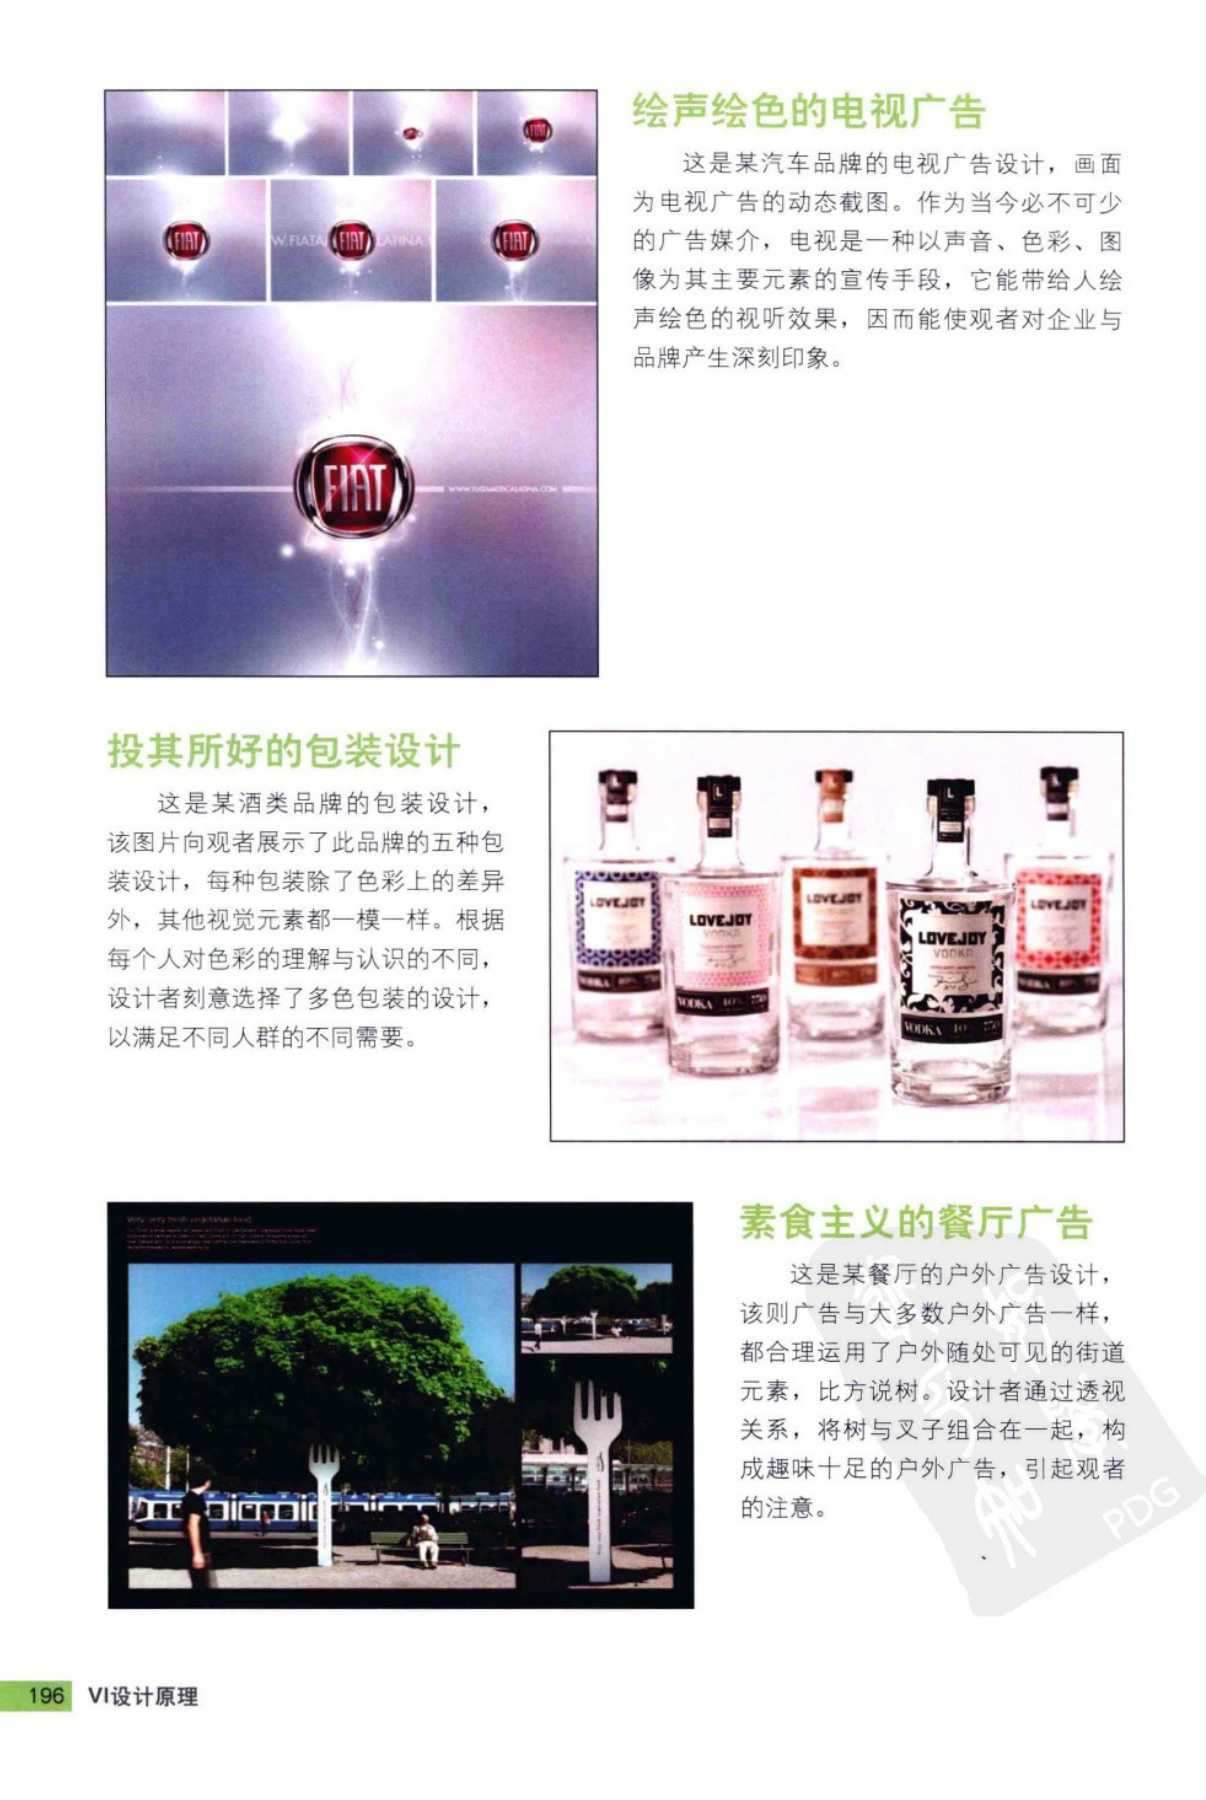 绘声绘色的电视广告
这是某汽车品牌的电视广告设计，画面
为电视广告的动态截图。作为当今必不可少
的广告媒介，电视是一种以声音、色彩、图
像为其主要元素的宣传手段，它能带给人绘
声绘色的视听效果，因而能使观者对企业与
品牌产生深刻印象。
FIAT
FIAT
W.FIATA FIAT LATINA.
FIAT
FIAT
投其所好的包装设计
这是某酒类品牌的包装设计，
该图片向观者展示了此品牌的五种包
装设计，每种包装除了色彩上的差异
外，其他视觉元素都一模一样。根据
每个人对色彩的理解与认识的不同，
设计者刻意选择了多色包装的设计，
以满足不同人群的不同需要。
L
L
L
LOVEJOY
LOVEJOY
VODKA
LOVEJOY
LOVEJOY
VODKA
LOVEJOY
VODKA 40% 750
VODKA 40 750
素食主义的餐厅广告
这是某餐厅的户外广告设计，
该则广告与大多数户外广告一样，
都合理运用了户外随处可见的街道
元素，比方说树。设计者通过透视
关系，将树与叉子组合在一起，构
成趣味十足的户外广告，引起观者
的注意。
Very, very fresh vegetarian food.
PDG
196 VI设计原理